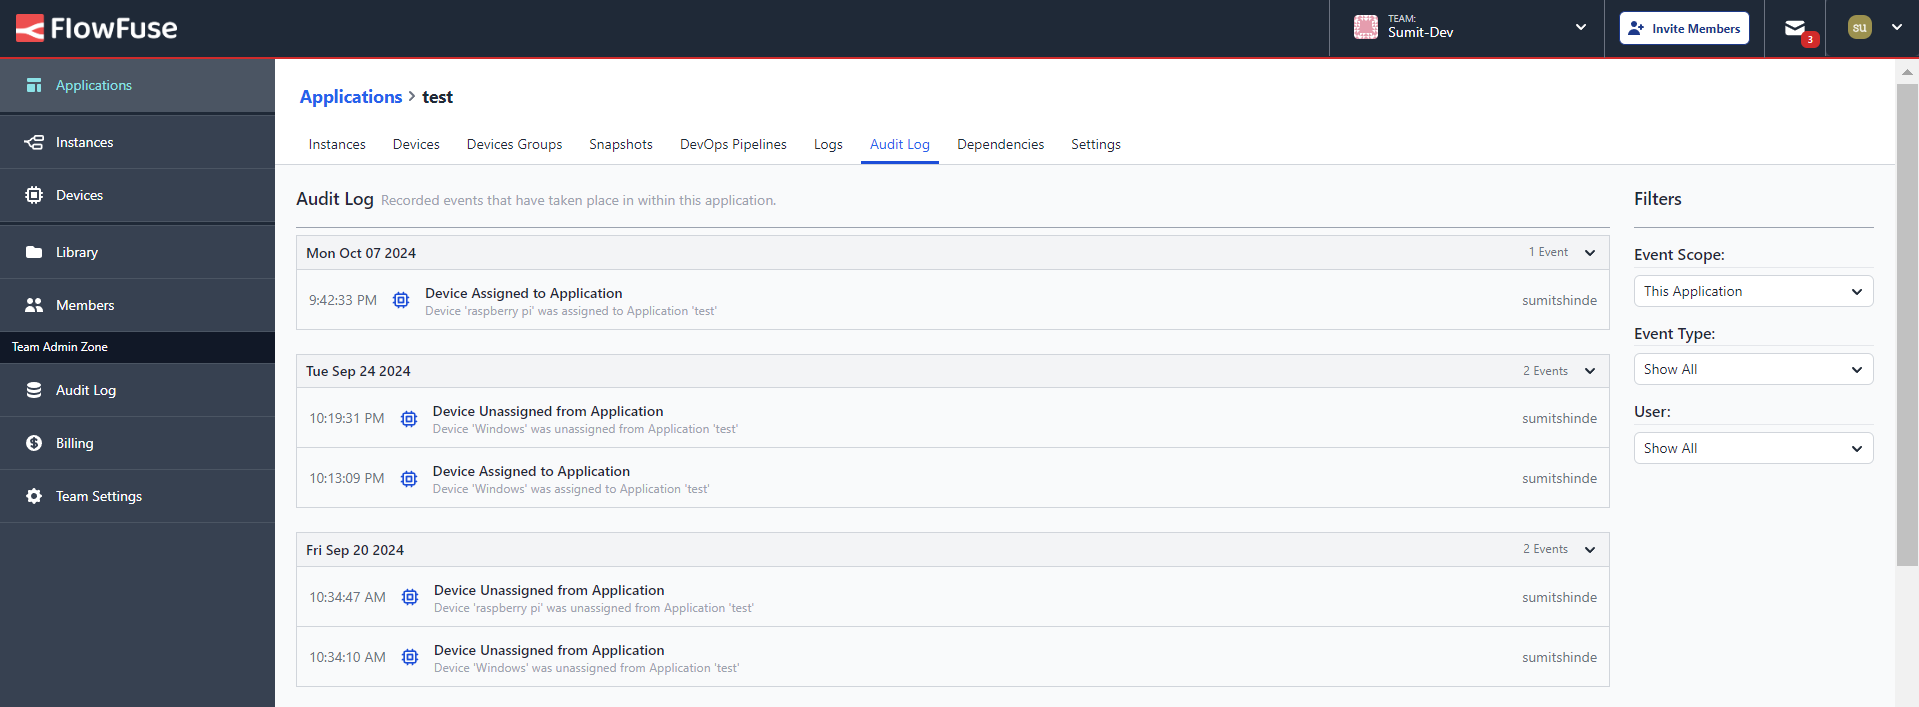 FlowFuse
TEAM:
Sumit-Dev
Invite Members
3
su
Applications
Instances
Devices
Library
Members
Team Admin Zone
Audit Log
Billing
Team Settings
Applications > test
Instances Devices Devices Groups Snapshots DevOps Pipelines Logs Audit Log Dependencies Settings
Audit Log Recorded events that have taken place in within this application.
Mon Oct 07 2024 1 Event
9:42:33 PM Device Assigned to Application sumitshinde
Device 'raspberry pi' was assigned to Application 'test'
Tue Sep 24 2024 2 Events
10:19:31 PM Device Unassigned from Application sumitshinde
Device 'Windows' was unassigned from Application 'test'
10:13:09 PM Device Assigned to Application sumitshinde
Device 'Windows' was assigned to Application 'test'
Fri Sep 20 2024 2 Events
10:34:47 AM Device Unassigned from Application sumitshinde
Device 'raspberry pi' was unassigned from Application 'test'
10:34:10 AM Device Unassigned from Application sumitshinde
Device 'Windows' was unassigned from Application 'test'
Filters
Event Scope:
This Application
Event Type:
Show All
User:
Show All